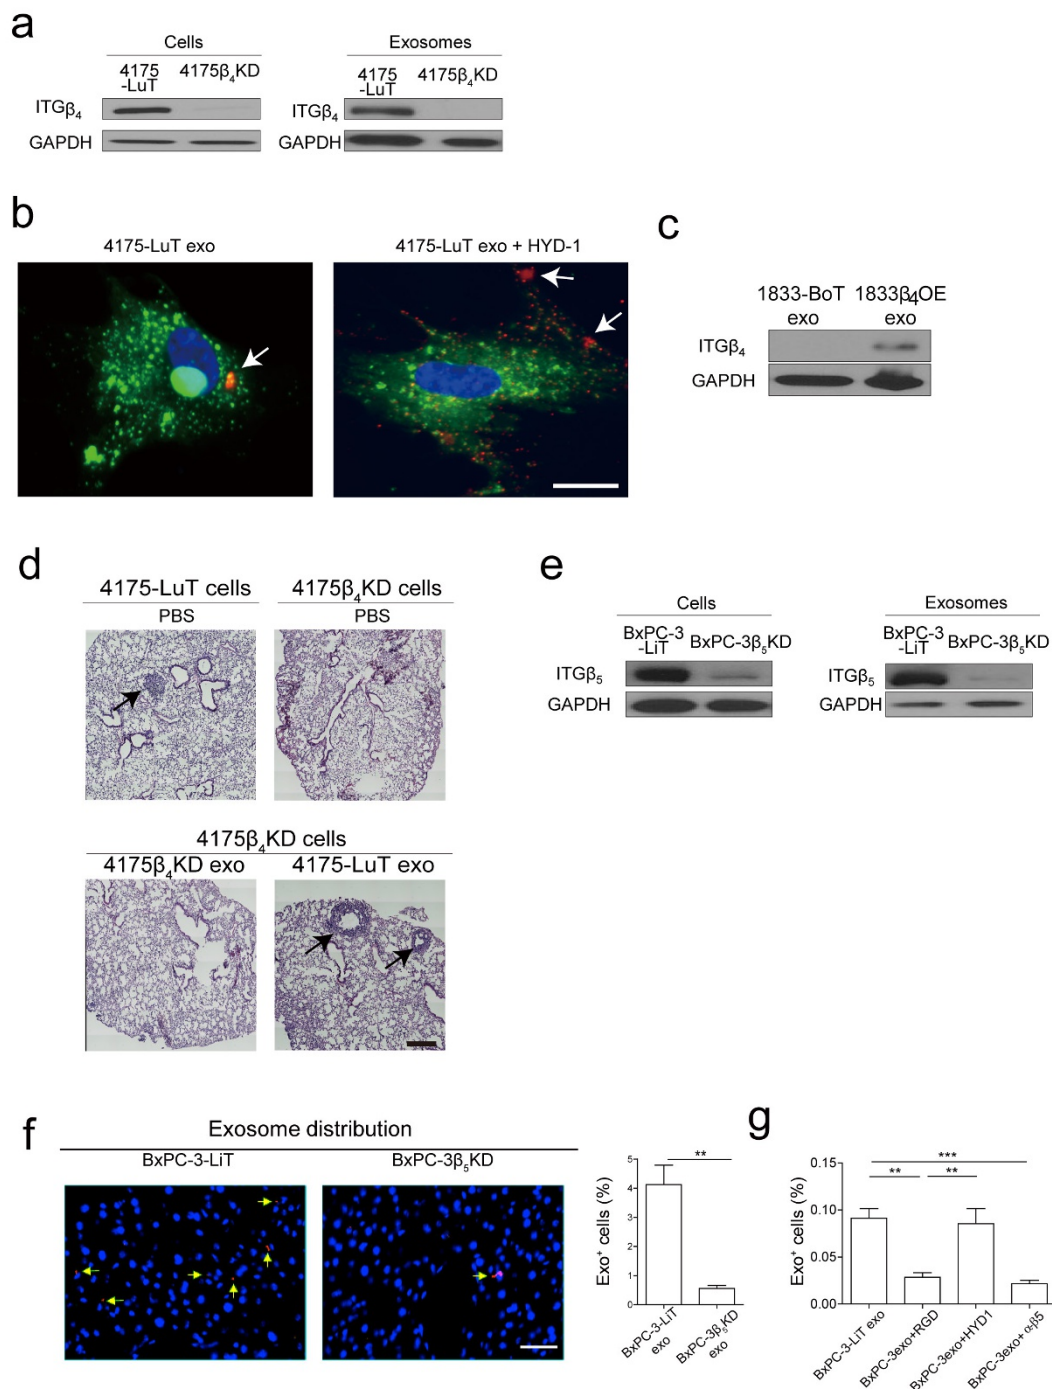 a
Cells
Exosomes
4175
-LuT
4175β₄KD
4175
-LuT
4175β₄KD
ITGβ₄
ITGβ₄
GAPDH
GAPDH
b
4175-LuT exo
4175-LuT exo + HYD-1
c
1833-BoT
exo
1833β₄OE
exo
ITGβ₄
GAPDH
d
4175-LuT cells
4175β₄KD cells
PBS
PBS
4175β₄KD cells
4175β₄KD exo
4175-LuT exo
e
Cells
Exosomes
BxPC-3
-LiT
BxPC-3β₅KD
BxPC-3
-LiT
BxPC-3β₅KD
ITGβ₅
ITGβ₅
GAPDH
GAPDH
f
Exosome distribution
BxPC-3-LiT
BxPC-3β₅KD
Exo⁺ cells (%)
5
4
3
2
1
0
**
BxPC-3-LiT
exo
BxPC-3β₅KD
exo
g
Exo⁺ cells (%)
0.15
0.10
0.05
0.00
***
**
**
BxPC-3-LiT exo
BxPC-3exo+RGD
BxPC-3exo+HYD1
BxPC-3exo+α-β5